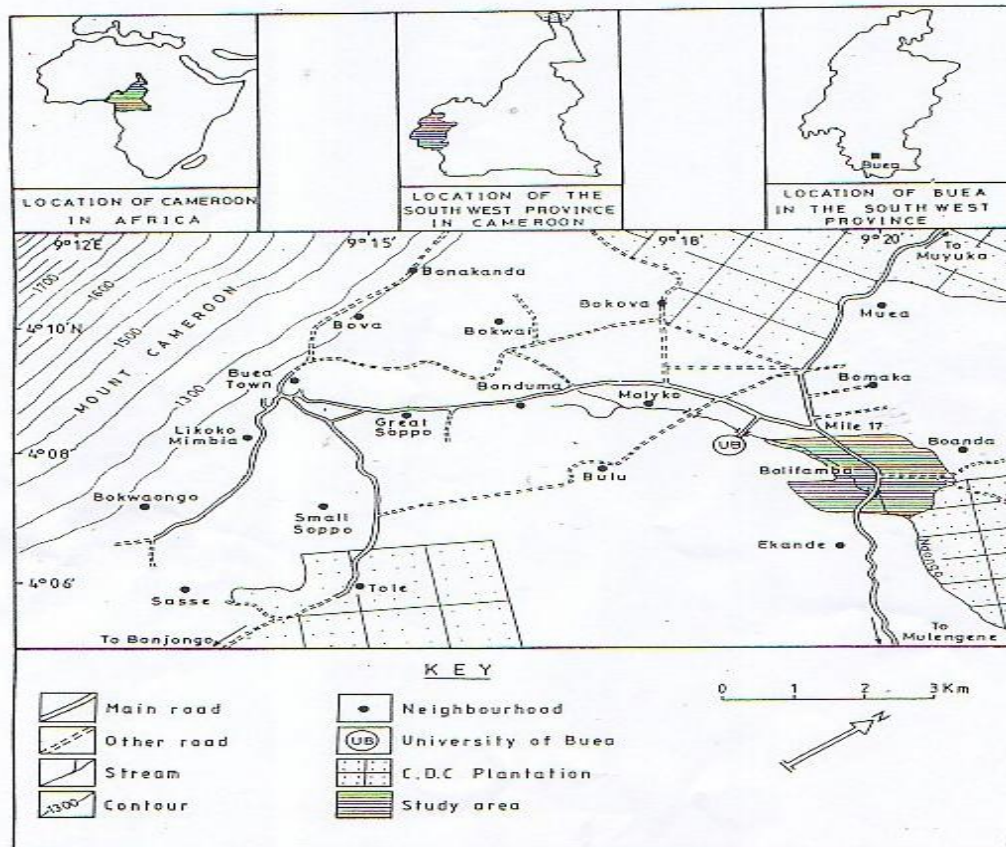 LOCATION OF CAMEROON
IN AFRICA
LOCATION OF THE
SOUTH WEST PROVINCE
IN CAMEROON
Buea
LOCATION OF BUEA
IN THE SOUTH WEST
PROVINCE
9°12'E
9°15'
9°18
9°20'
To
Muyuka
1700
1600
1500
1300
MOUNT CAMEROON
4°10'N
4°08'
4°06'
Bonakanda
Bova
Bokwai
Bokova
Muea
Buea
Town
Bonduma
Molyko
Bomaka
Likoko
Mimbia
Great
Soppo
Mile 17
UB
Boanda
Bolifamba
Bulu
Bokwaongo
Small
Soppo
Ekande
Ndongo
Sasse
Tole
To Bonjongo
To
Mulengene
KEY
Main road
Other road
Stream
1300
Contour
Neighbourhood
UB
University of Buea
C.D.C Plantation
Study area
0 1 2 3 Km
N